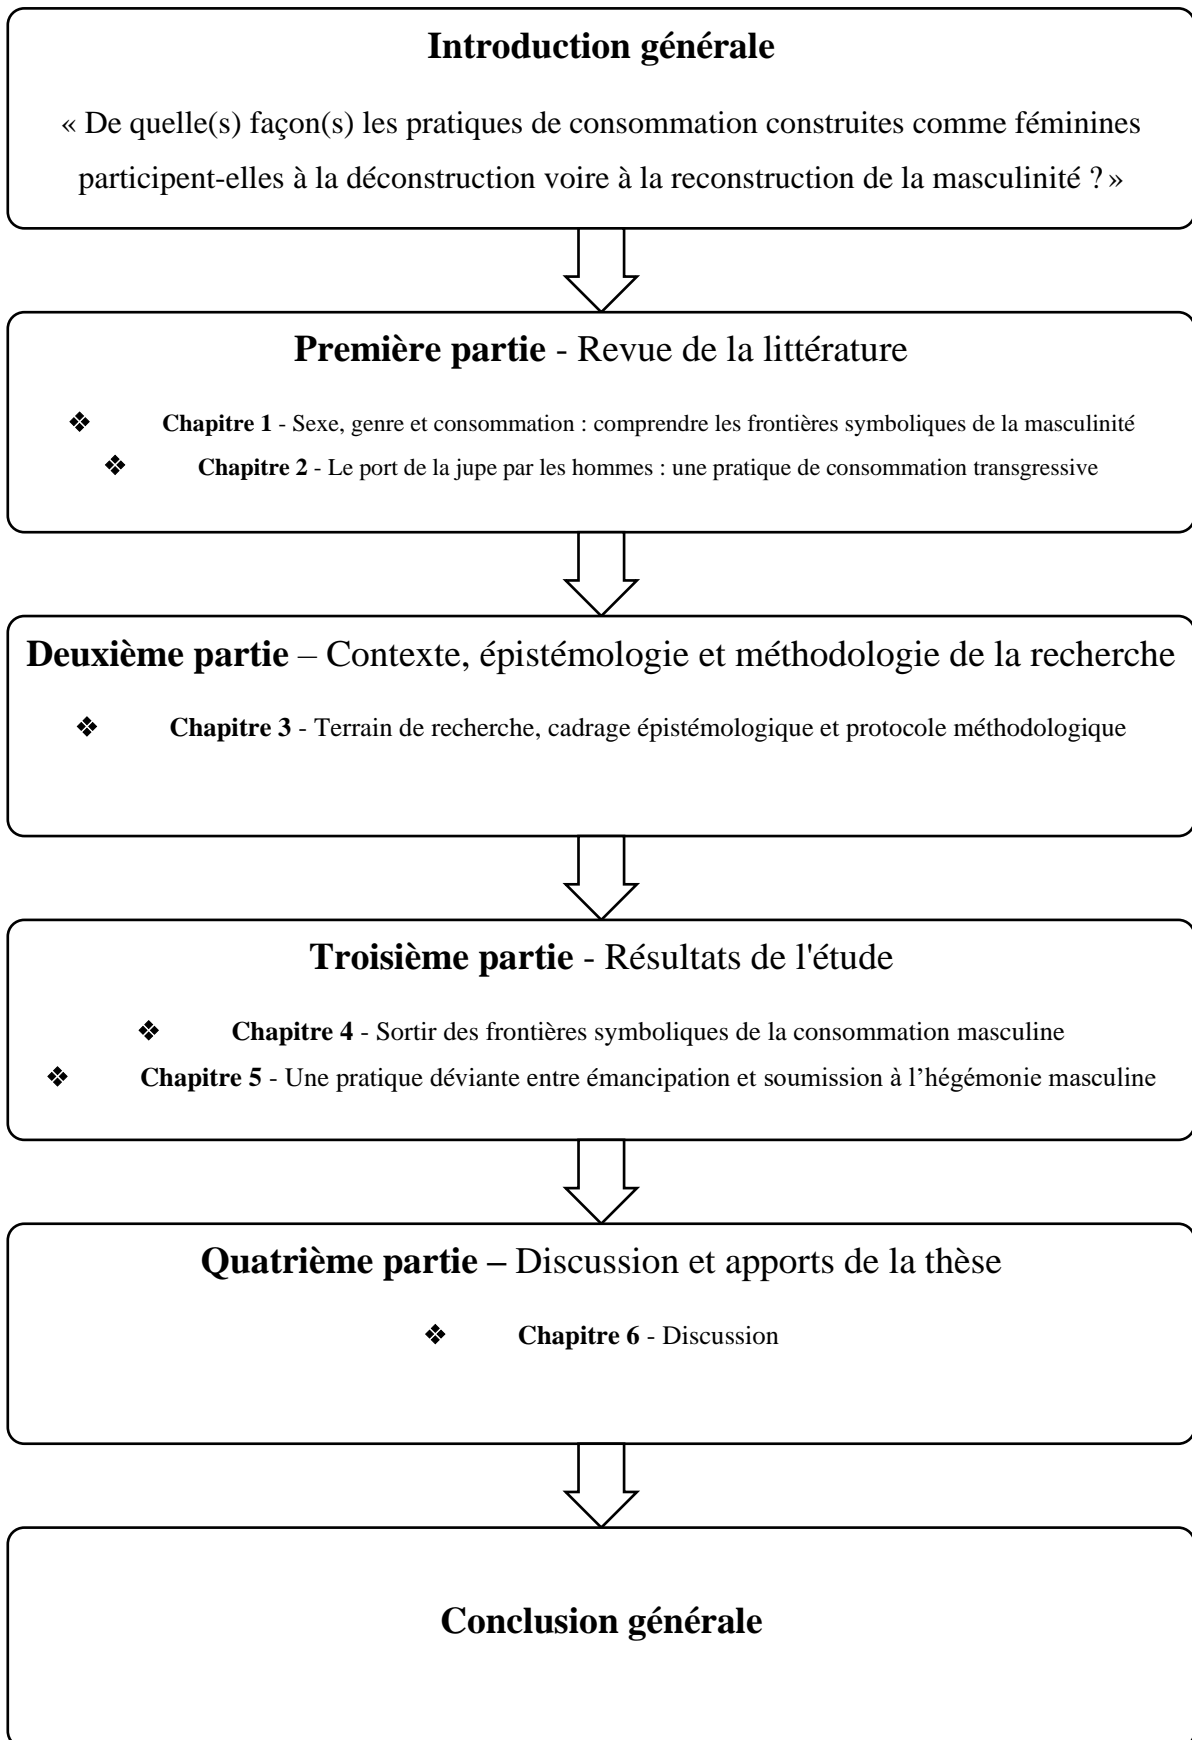 Introduction générale
« De quelle(s) façon(s) les pratiques de consommation construites comme féminines
participent-elles à la déconstruction voire à la reconstruction de la masculinité ? »
Première partie - Revue de la littérature
❖ Chapitre 1 - Sexe, genre et consommation : comprendre les frontières symboliques de la masculinité
❖ Chapitre 2 - Le port de la jupe par les hommes : une pratique de consommation transgressive
Deuxième partie – Contexte, épistémologie et méthodologie de la recherche
❖ Chapitre 3 - Terrain de recherche, cadrage épistémologique et protocole méthodologique
Troisième partie - Résultats de l'étude
❖ Chapitre 4 - Sortir des frontières symboliques de la consommation masculine
❖ Chapitre 5 - Une pratique déviante entre émancipation et soumission à l’hégémonie masculine
Quatrième partie – Discussion et apports de la thèse
❖ Chapitre 6 - Discussion
Conclusion générale